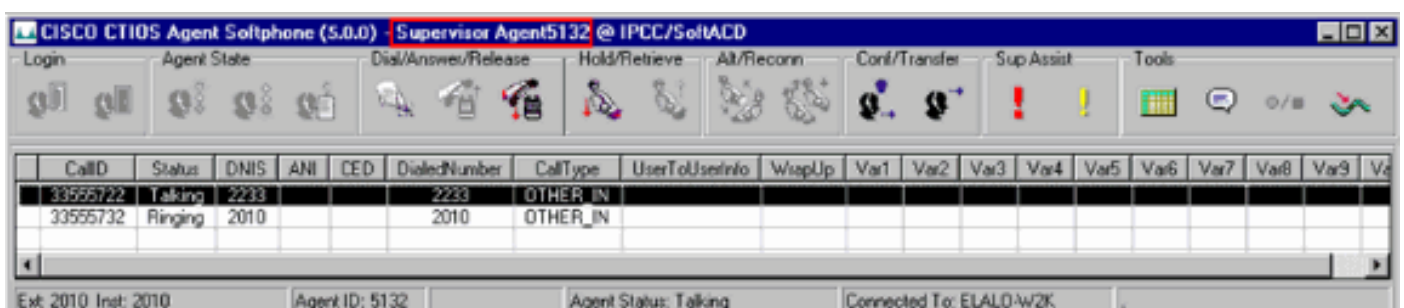 CISCO CTIOS Agent Softphone (5.0.0) - Supervisor Agent5132 @ IPCC/SoftACD
Login Agent State Dial/Answer/Release Hold/Retrieve Alt/Reconn Conf/Transfer Sup Assist Tools
CallID Status DNIS ANI CED DialedNumber CallType UserToUserInfo WrapUp Var1 Var2 Var3 Var4 Var5 Var6 Var7 Var8 Var9 Va
33555722 Talking 2233 2233 OTHER_IN
33555732 Ringing 2010 2010 OTHER_IN
Ext: 2010 Inst: 2010 Agent ID: 5132 Agent Status: Talking Connected To: ELALO-W2K